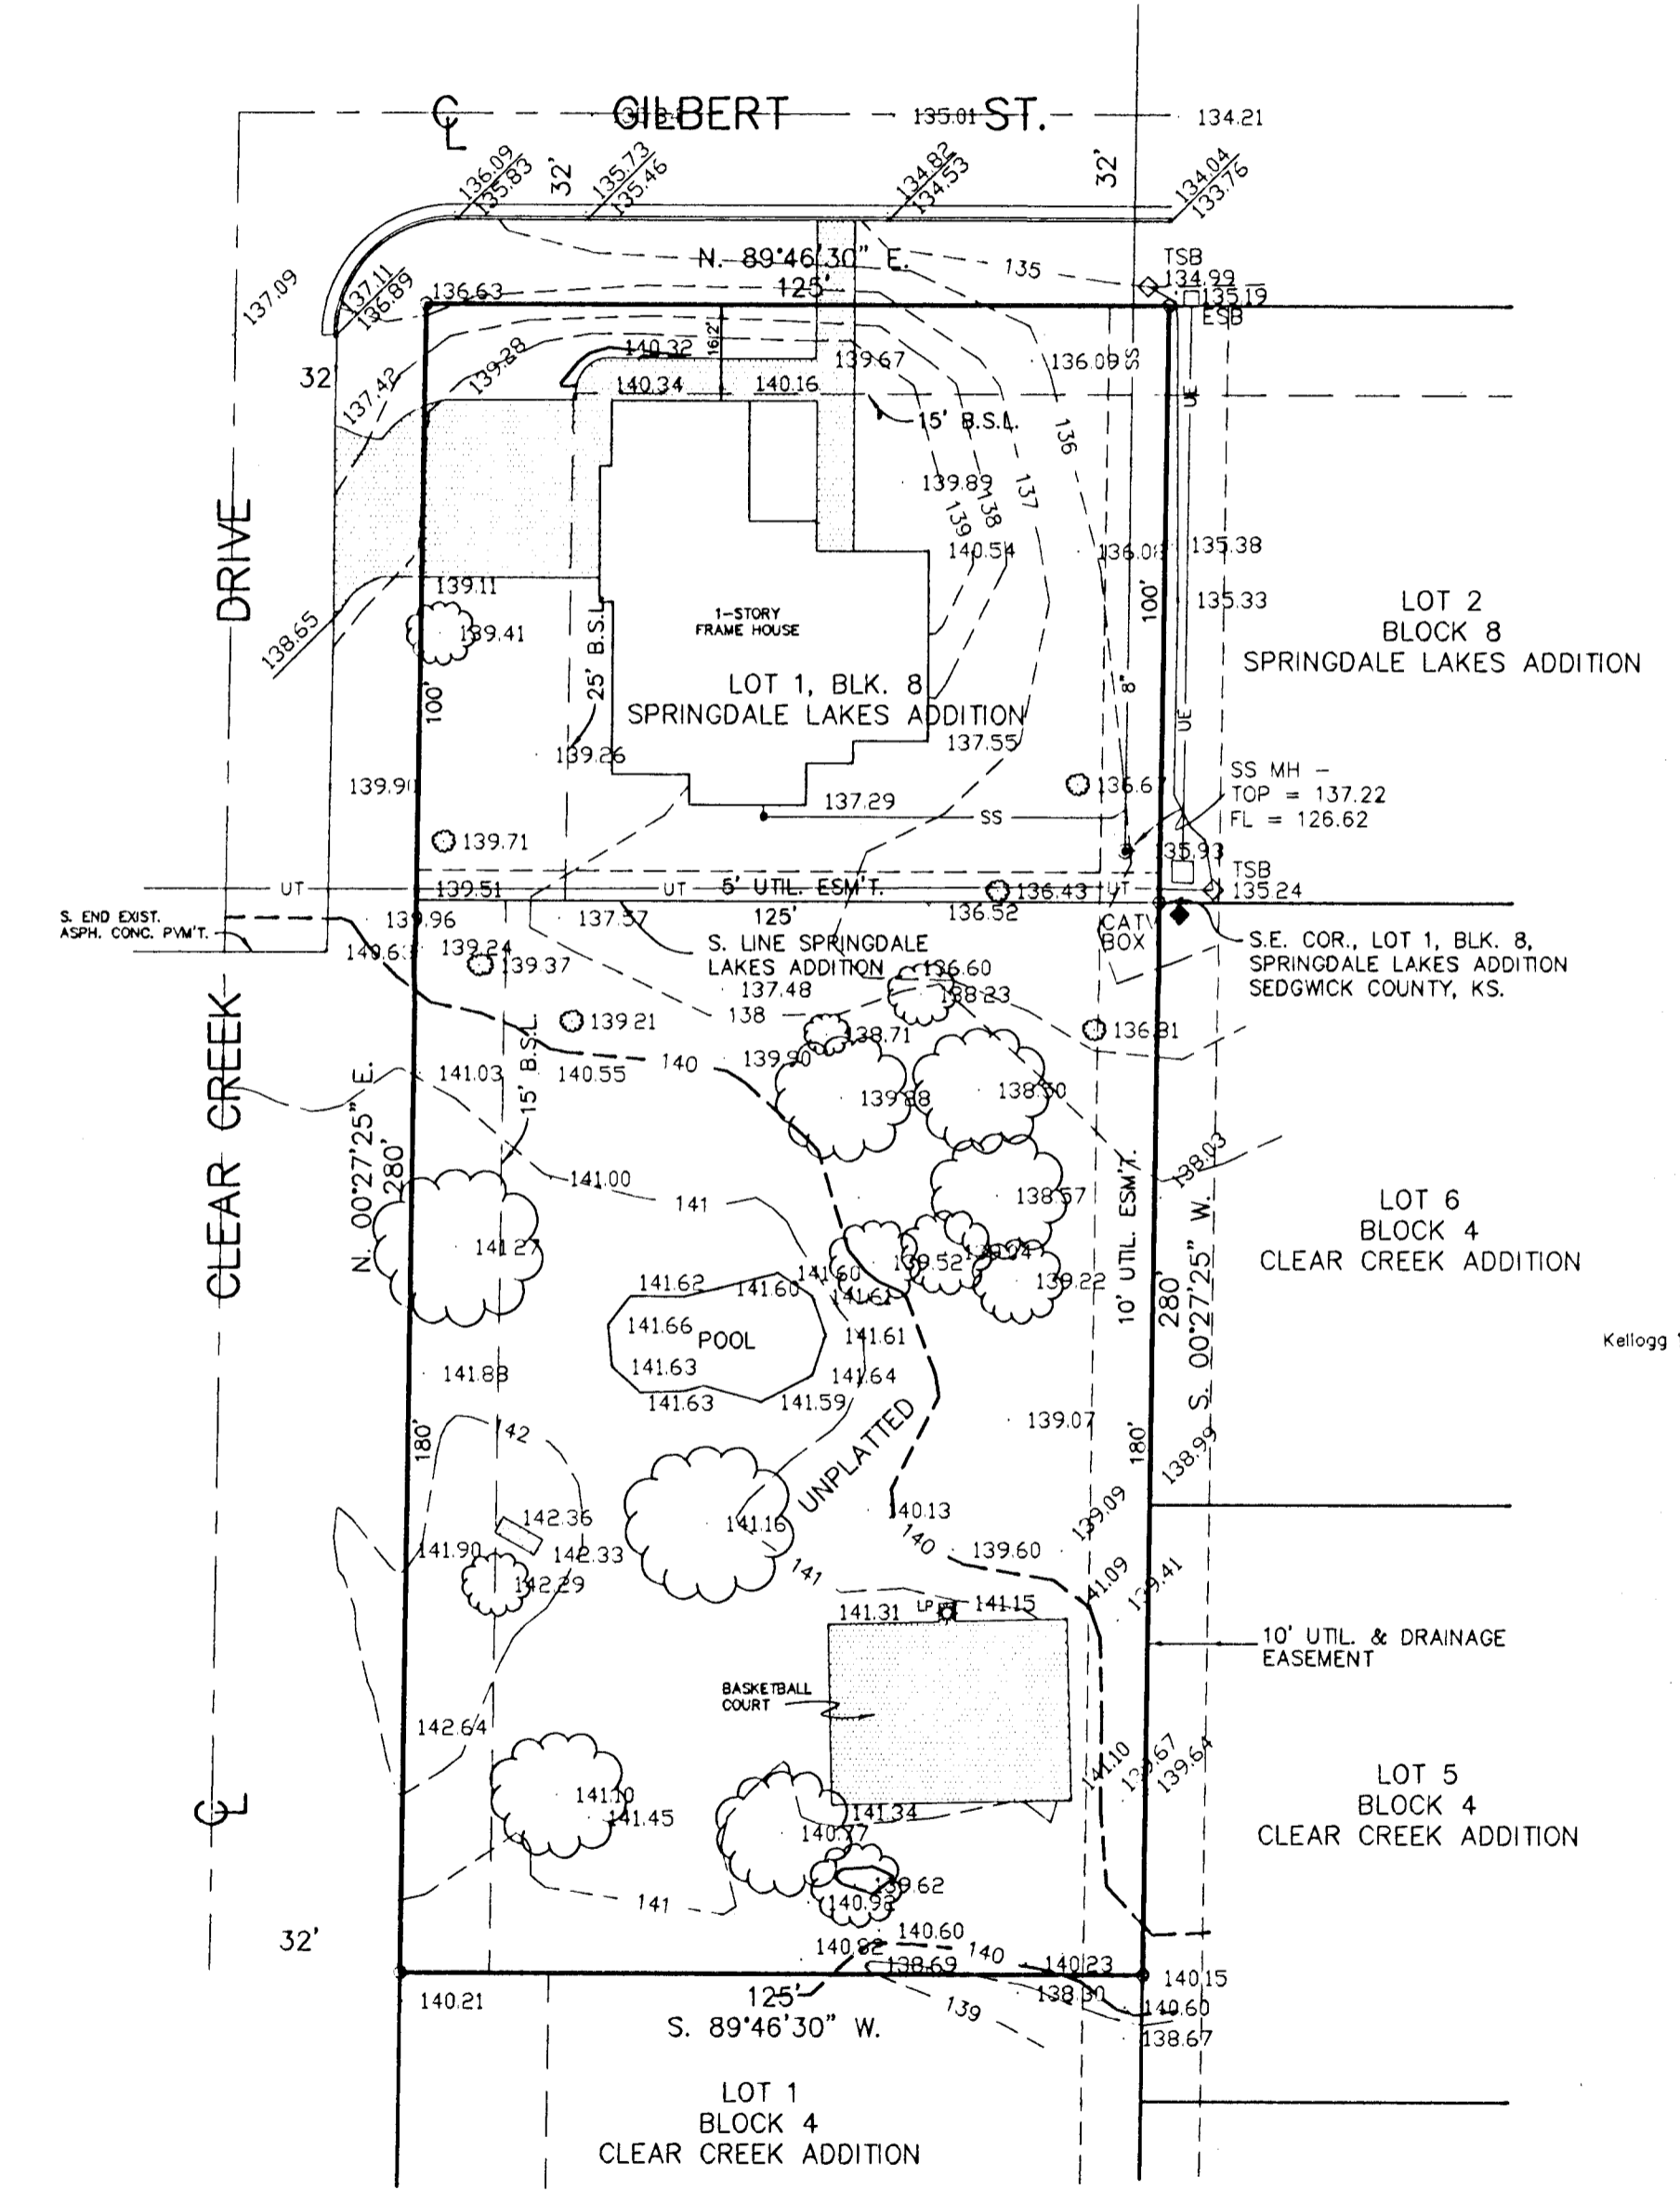 GILBERT ST.
135.01
134.21
136.09
135.83
32'
135.73
135.46
134.82
134.53
32'
134.04
133.76
N. 89°46'30" E.
125'
135
TSB
134.99
135.19
ESB
137.09
137.11
136.89
136.63
32
137.42
139.28
140.32
16.2'
139.67
136.09
SS
140.34
140.16
UE
15' B.S.L.
136
139.89
138
137
139
140.54
136.08
135.38
135.33
100'
DRIVE
139.11
139.41
138.65
25' B.S.L.
1-STORY
FRAME HOUSE
LOT 1, BLK. 8
SPRINGDALE LAKES ADDITION
LOT 2
BLOCK 8
SPRINGDALE LAKES ADDITION
100'
8"
UE
137.55
139.26
139.90
136.67
137.29
SS
SS MH -
TOP = 137.22
FL = 126.62
139.71
135.93
TSB
135.24
UT
139.51
UT
5' UTIL. ESM'T.
136.43
UT
S. END EXIST.
ASPH. CONC. PVM'T.
139.96
137.57
125'
136.52
CATV
BOX
140.63
139.24
139.37
S. LINE SPRINGDALE
LAKES ADDITION
136.60
S.E. COR., LOT 1, BLK. 8,
SPRINGDALE LAKES ADDITION
SEDGWICK COUNTY, KS.
137.48
138.23
138
139.21
138.71
136.81
139.90
140
141.03
140.55
15' B.S.L.
139.88
138.50
CLEAR CREEK
N. 00°27'25" E.
280'
138.03
141.00
141
138.57
10' UTIL. ESM'T.
LOT 6
BLOCK 4
CLEAR CREEK ADDITION
141.27
139.52
139.22
141.62
141.60
141.60
141.61
280'
S. 00°27'25" W.
141.66
POOL
141.61
Kellogg
141.63
141.64
141.88
141.63
141.59
139.07
UNPLATTED
180'
180'
138.99
42
142.36
141.16
140.13
139.09
141.90
142.33
140
139.60
142.29
141
141.09
139.41
141.31
LP
141.15
10' UTIL. & DRAINAGE
EASEMENT
BASKETBALL
COURT
142.64
141.10
139.67
139.64
141.10
141.45
141.34
140.77
LOT 5
BLOCK 4
CLEAR CREEK ADDITION
139.62
140.92
141
32'
140.60
140.82
140
138.69
140.23
140.15
140.21
125'
138.30
139
140.60
138.67
S. 89°46'30" W.
LOT 1
BLOCK 4
CLEAR CREEK ADDITION